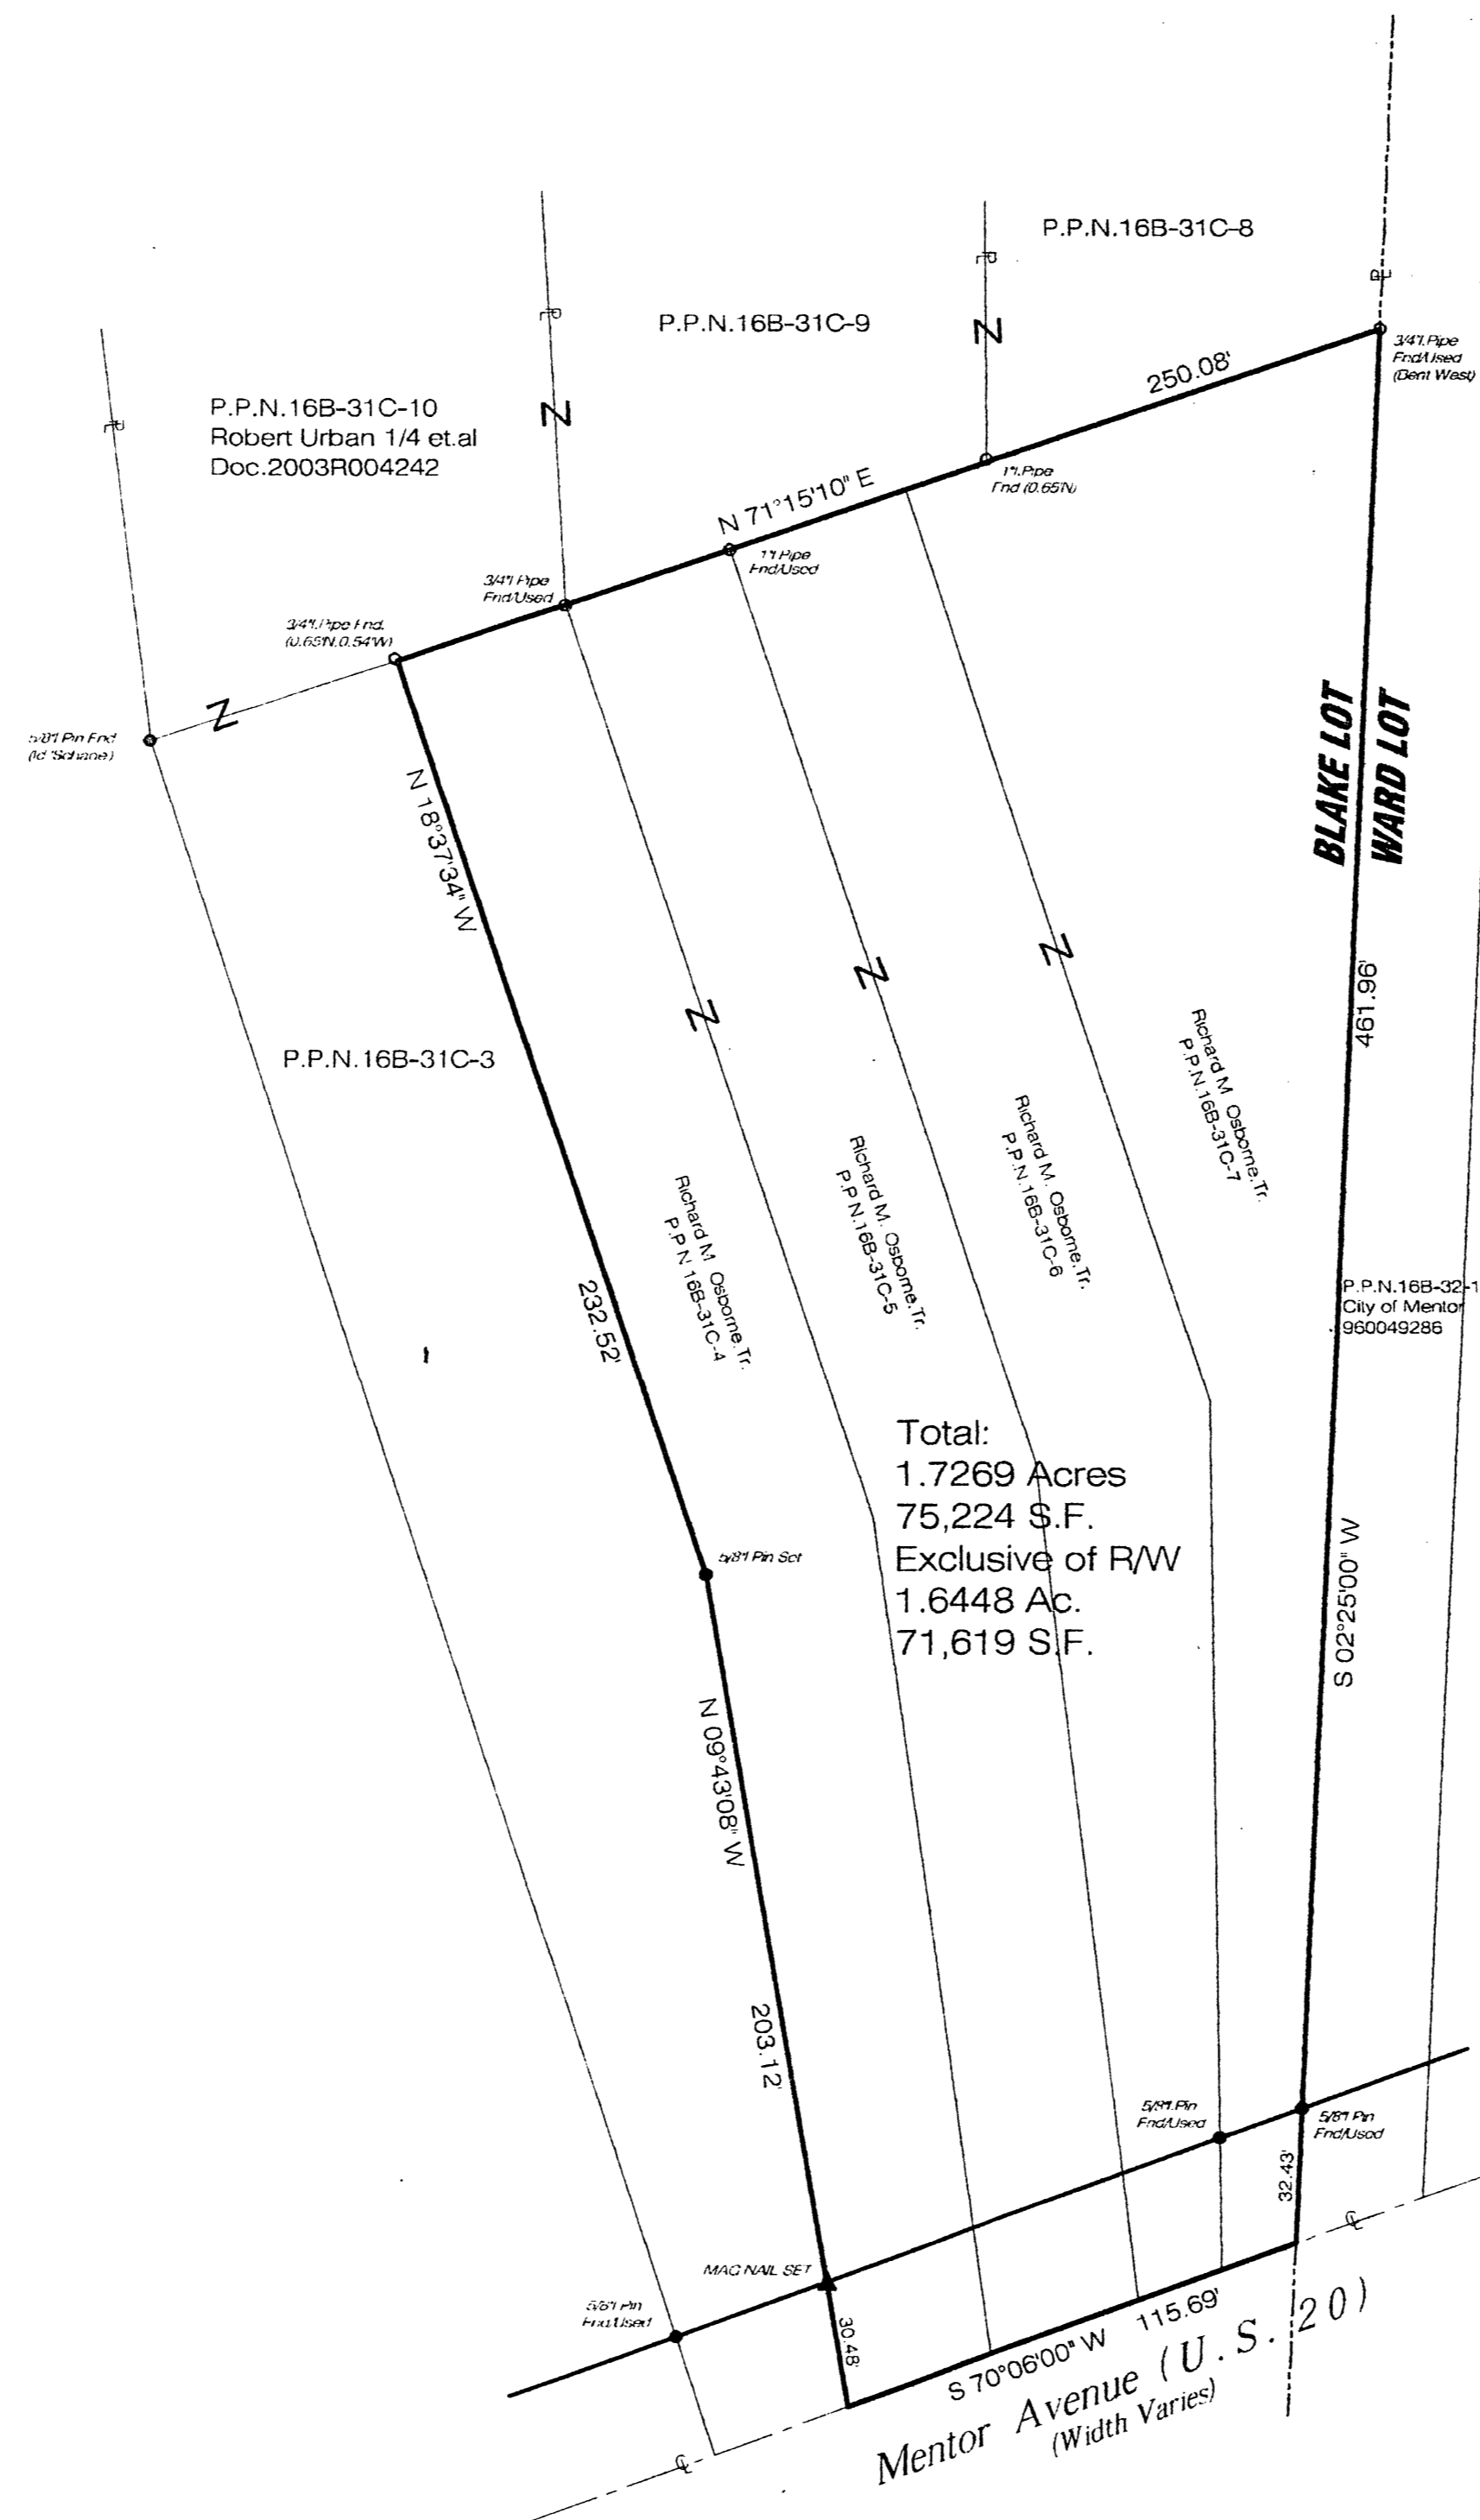 P.P.N.16B-31C-8
P.P.N.16B-31C-9
P.P.N.16B-31C-10
Robert Urban 1/4 et.al
Doc.2003R004242
250.08'
3/4"I.Pipe
Fnd/Used
(Bent West)
N 71°15'10" E
1"I.Pipe
Fnd (0.65'N)
1"I Pipe
Fnd/Used
3/4"I Pipe
Fnd/Used
3/4"I.Pipe Fnd.
(0.65'N,0.54'W)
Z
Z
Z
5/8"I Pin Fnd
(Id 'Schane')
N 18°37'34" W
BLAKE LOT
WARD LOT
Z
Z
Z
461.96'
P.P.N.16B-31C-3
Richard M. Osborne.Tr.
P.P.N.16B-31C-4
Richard M. Osborne.Tr.
P.P.N.16B-31C-5
Richard M. Osborne.Tr.
P.P.N.16B-31C-6
Richard M. Osborne.Tr.
P.P.N.16B-31C-7
P.P.N.16B-32-1
City of Mentor
960049286
232.52'
Total:
1.7269 Acres
75,224 S.F.
Exclusive of R/W
1.6448 Ac.
71,619 S.F.
5/8"I Pin Set
S 02°25'00" W
N 09°43'08" W
203.12'
5/8"I.Pin
Fnd/Used
5/8"I Pin
Fnd/Used
32.43'
MAG NAIL SET
5/8"I Pin
Fnd/Used
30.48'
S 70°06'00" W 115.69'
Mentor Avenue (U.S. 20)
(Width Varies)